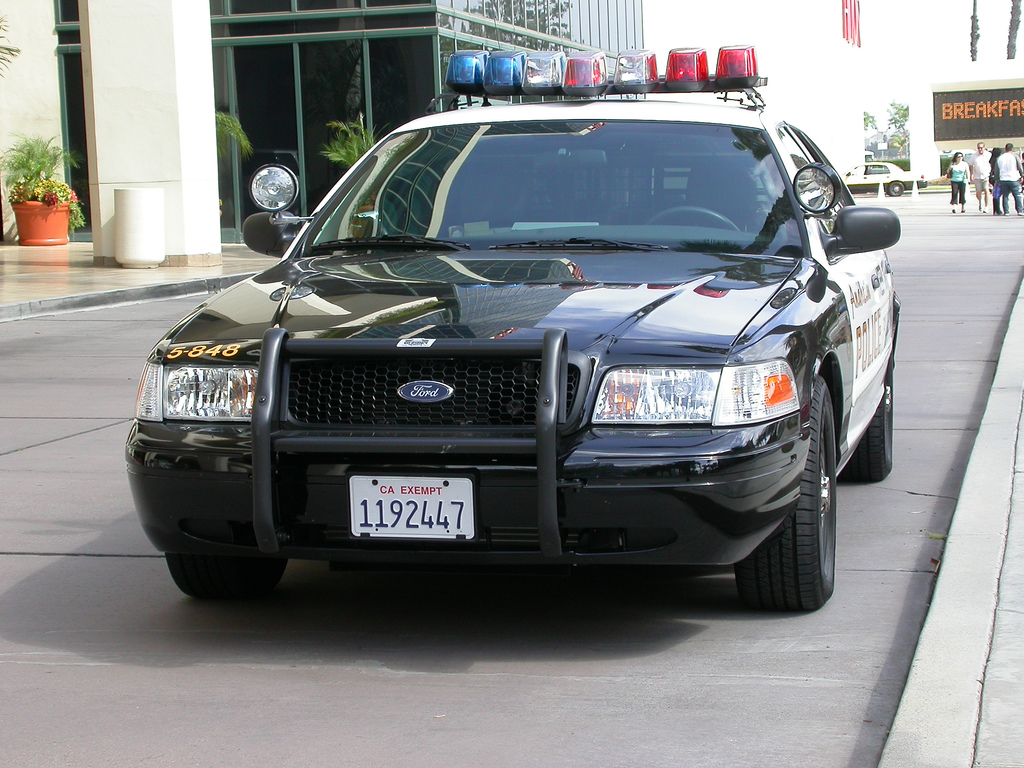 BREAKFA
5-848
Ford
CA EXEMPT
1192447
POLICE